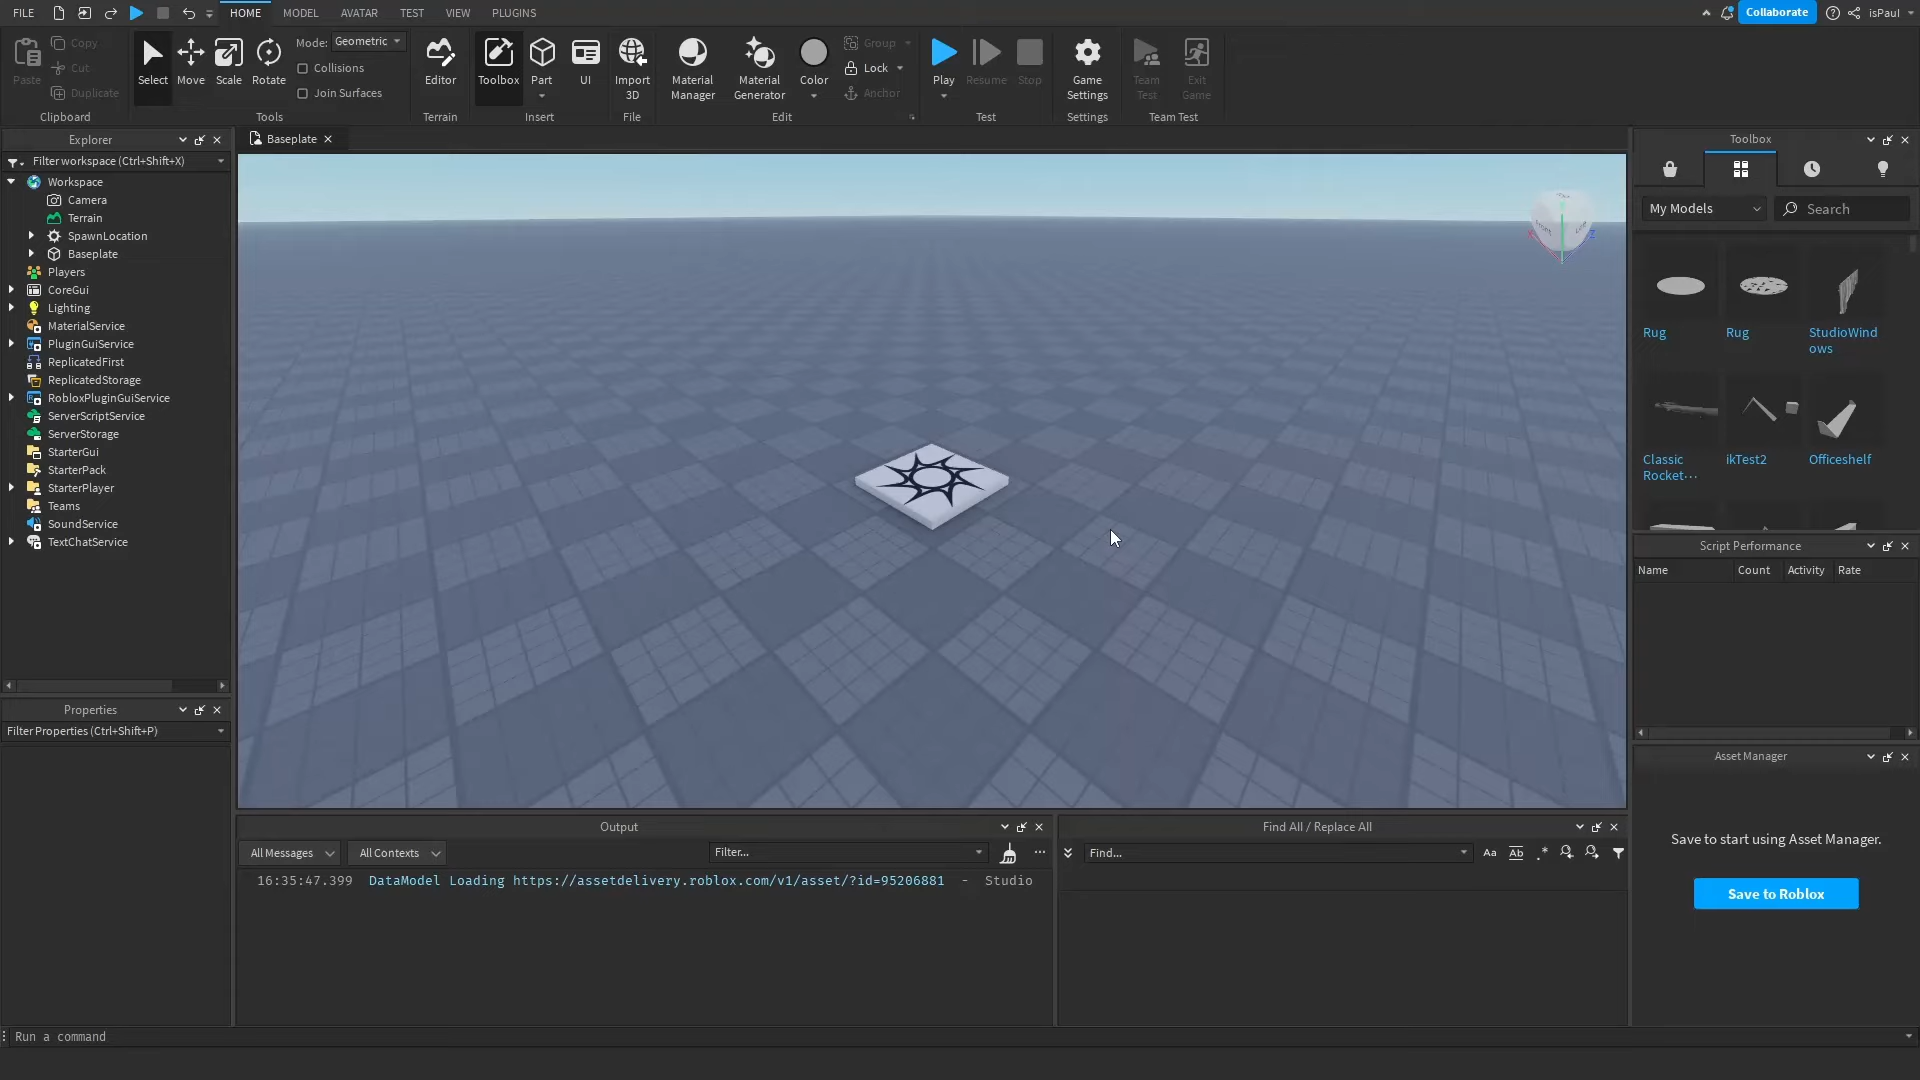 FILE
HOME
MODEL
AVATAR
TEST
VIEW
PLUGINS
Collaborate
isPaul
Paste
Copy
Cut
Duplicate
Clipboard
Select
Move
Scale
Rotate
Mode: Geometric
Collisions
Join Surfaces
Tools
Editor
Terrain
Toolbox
Part
UI
Insert
Import
3D
File
Material
Manager
Material
Generator
Color
Group
Lock
Anchor
Edit
Play
Resume
Stop
Test
Game
Settings
Settings
Team
Test
Exit
Game
Team Test
Explorer
Filter workspace (Ctrl+Shift+X)
Workspace
Camera
Terrain
SpawnLocation
Baseplate
Players
CoreGui
Lighting
MaterialService
PluginGuiService
ReplicatedFirst
ReplicatedStorage
RobloxPluginGuiService
ServerScriptService
ServerStorage
StarterGui
StarterPack
StarterPlayer
Teams
SoundService
TextChatService
Properties
Filter Properties (Ctrl+Shift+P)
Baseplate
Output
All Messages
All Contexts
Filter...
16:35:47.399 DataModel Loading https://assetdelivery.roblox.com/v1/asset/?id=95206881 - Studio
Find All / Replace All
Find...
Aa
Ab
Toolbox
My Models
Search
Rug
Rug
StudioWind
ows
Classic
Rocket...
ikTest2
Officeshelf
Script Performance
Name Count Activity Rate
Asset Manager
Save to start using Asset Manager.
Save to Roblox
Run a command